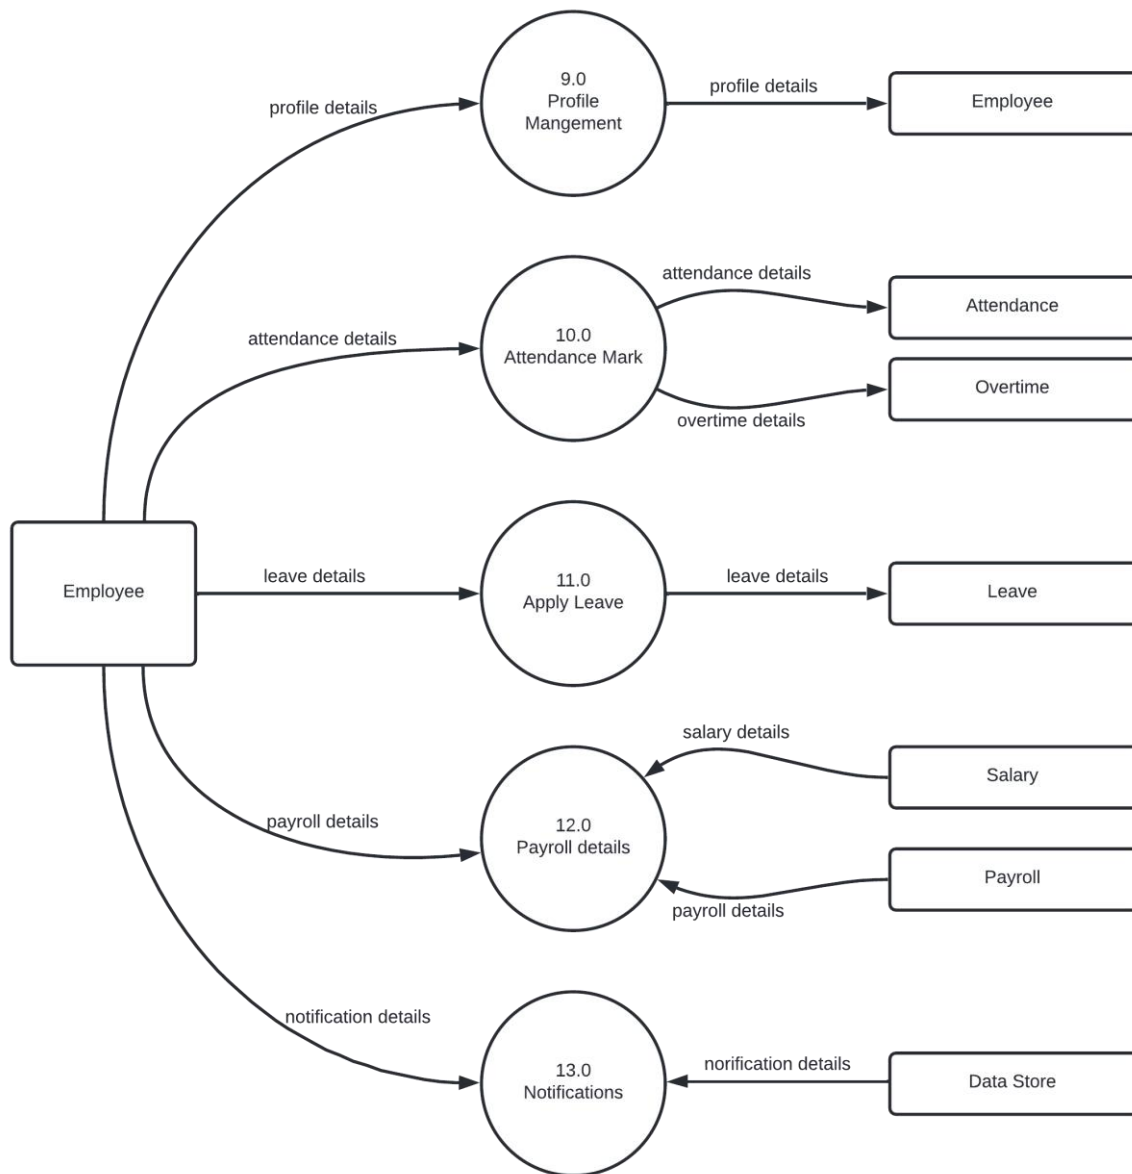 9.0
Profile
Mangement
profile details
profile details
Employee
attendance details
Attendance
attendance details
10.0
Attendance Mark
Overtime
overtime details
Employee
leave details
11.0
Apply Leave
leave details
Leave
salary details
Salary
payroll details
12.0
Payroll details
Payroll
payroll details
notification details
13.0
Notifications
norification details
Data Store